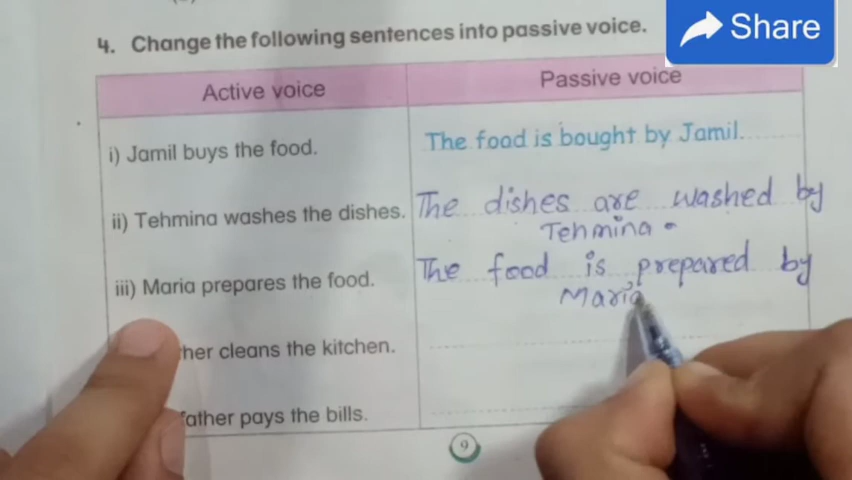 4. Change the following sentences into passive voice.
Share
Active voice
Passive voice
i) Jamil buys the food.
The food is bought by Jamil.
ii) Tehmina washes the dishes.
The dishes are washed by
Tehmina.
iii) Maria prepares the food.
The food is prepared by
Maria
cleans the kitchen.
father pays the bills.
9